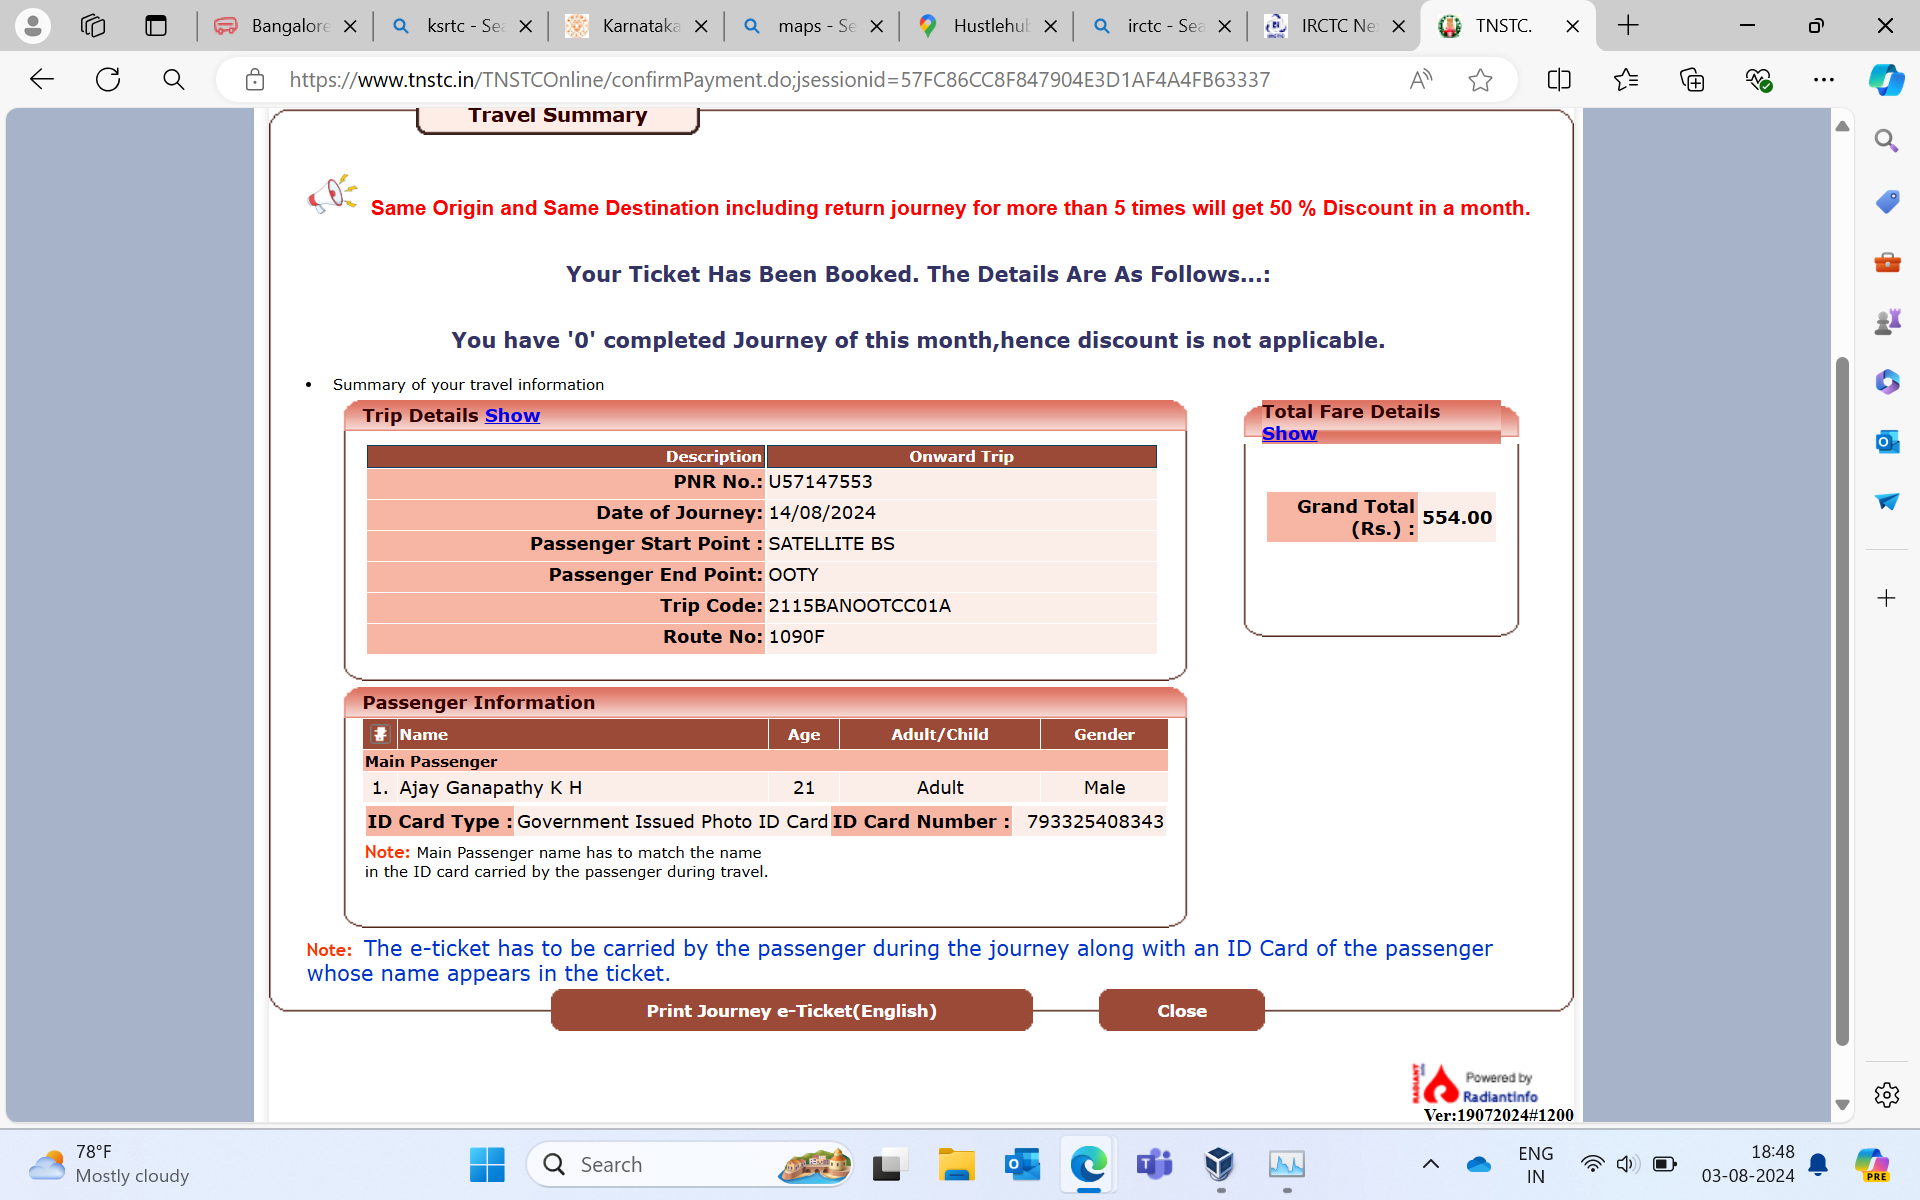 Bangalore
ksrtc - Sea
Karnataka
maps - Se
Hustlehub
irctc - Sea
IRCTC Ne
TNSTC.
https://www.tnstc.in/TNSTCOnline/confirmPayment.do;jsessionid=57FC86CC8F847904E3D1AF4A4FB63337
Travel Summary
Same Origin and Same Destination including return journey for more than 5 times will get 50 % Discount in a month.
Your Ticket Has Been Booked. The Details Are As Follows...:
You have '0' completed Journey of this month,hence discount is not applicable.
• Summary of your travel information
Trip Details Show
Description Onward Trip
PNR No.: U57147553
Date of Journey: 14/08/2024
Passenger Start Point : SATELLITE BS
Passenger End Point: OOTY
Trip Code: 2115BANOOTCC01A
Route No: 1090F
Total Fare Details
Show
Grand Total
(Rs.) : 554.00
Passenger Information
# Name Age Adult/Child Gender
Main Passenger
1. Ajay Ganapathy K H 21 Adult Male
ID Card Type : Government Issued Photo ID Card ID Card Number : 793325408343
Note: Main Passenger name has to match the name
in the ID card carried by the passenger during travel.
Note: The e-ticket has to be carried by the passenger during the journey along with an ID Card of the passenger
whose name appears in the ticket.
Print Journey e-Ticket(English)
Close
RADIANT
Powered by
RadiantInfo
Ver:19072024#1200
78°F
Mostly cloudy
Search
ENG
IN
18:48
03-08-2024
PRE